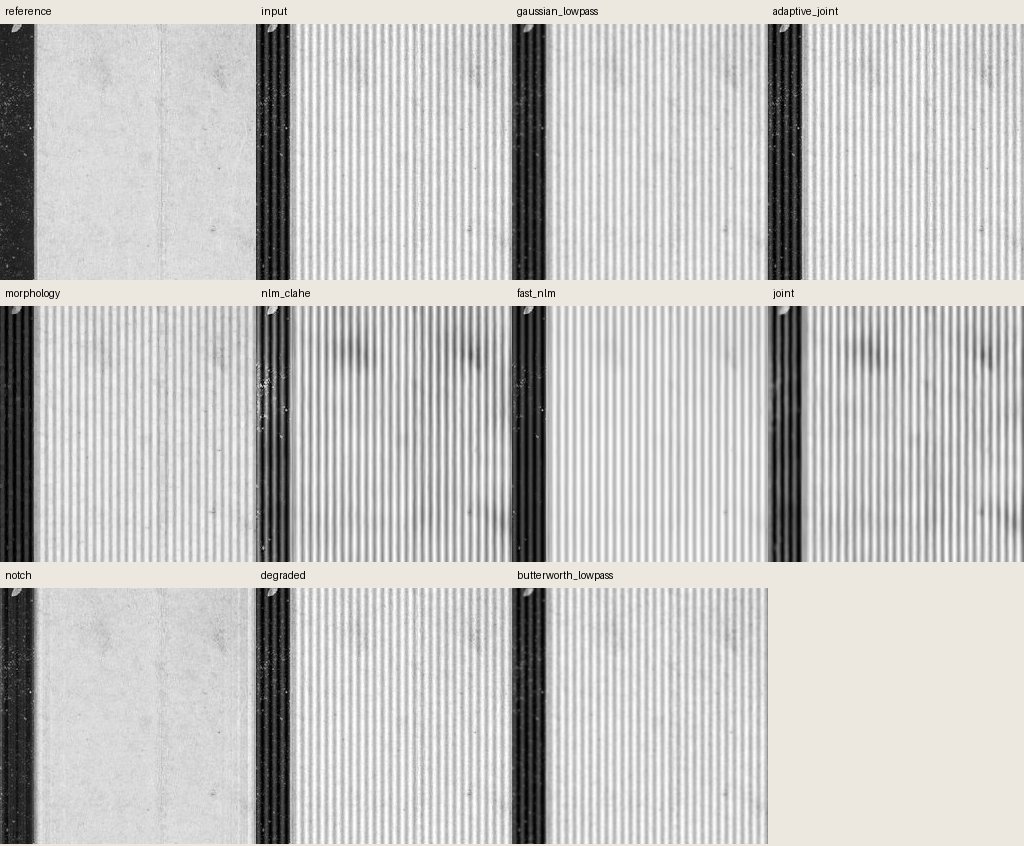 reference
input
gaussian_lowpass
adaptive_joint
morphology
nlm_clahe
fast_nlm
joint
notch
degraded
butterworth_lowpass